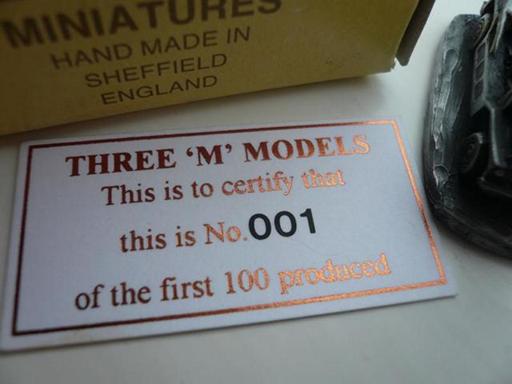 MINIATURES
HAND MADE IN
SHEFFIELD
ENGLAND
THREE 'M' MODELS
This is to certify that
this is No. 001
of the first 100 produced